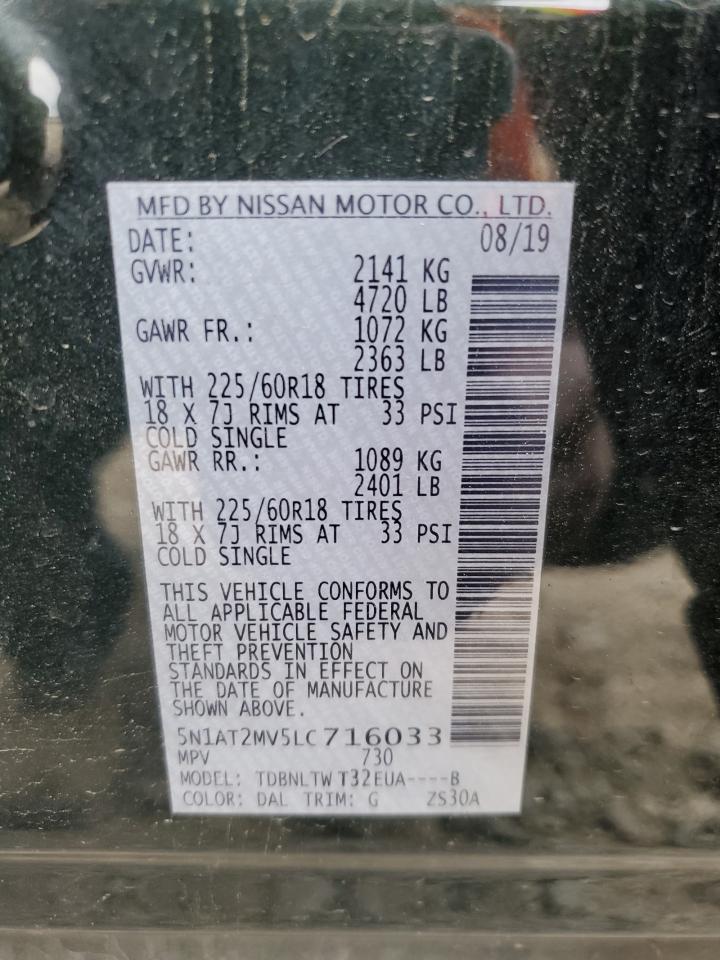 MFD BY NISSAN MOTOR CO., LTD.
DATE: 08/19
GVWR: 2141 KG
4720 LB
GAWR FR.: 1072 KG
2363 LB
WITH 225/60R18 TIRES
18 X 7J RIMS AT 33 PSI
COLD SINGLE
GAWR RR.: 1089 KG
2401 LB
WITH 225/60R18 TIRES
18 X 7J RIMS AT 33 PSI
COLD SINGLE
THIS VEHICLE CONFORMS TO
ALL APPLICABLE FEDERAL
MOTOR VEHICLE SAFETY AND
THEFT PREVENTION
STANDARDS IN EFFECT ON
THE DATE OF MANUFACTURE
SHOWN ABOVE.
5N1AT2MV5LC716033
MPV 730
MODEL: TDBNLTW T32EUA----B
COLOR: DAL TRIM: G ZS30A